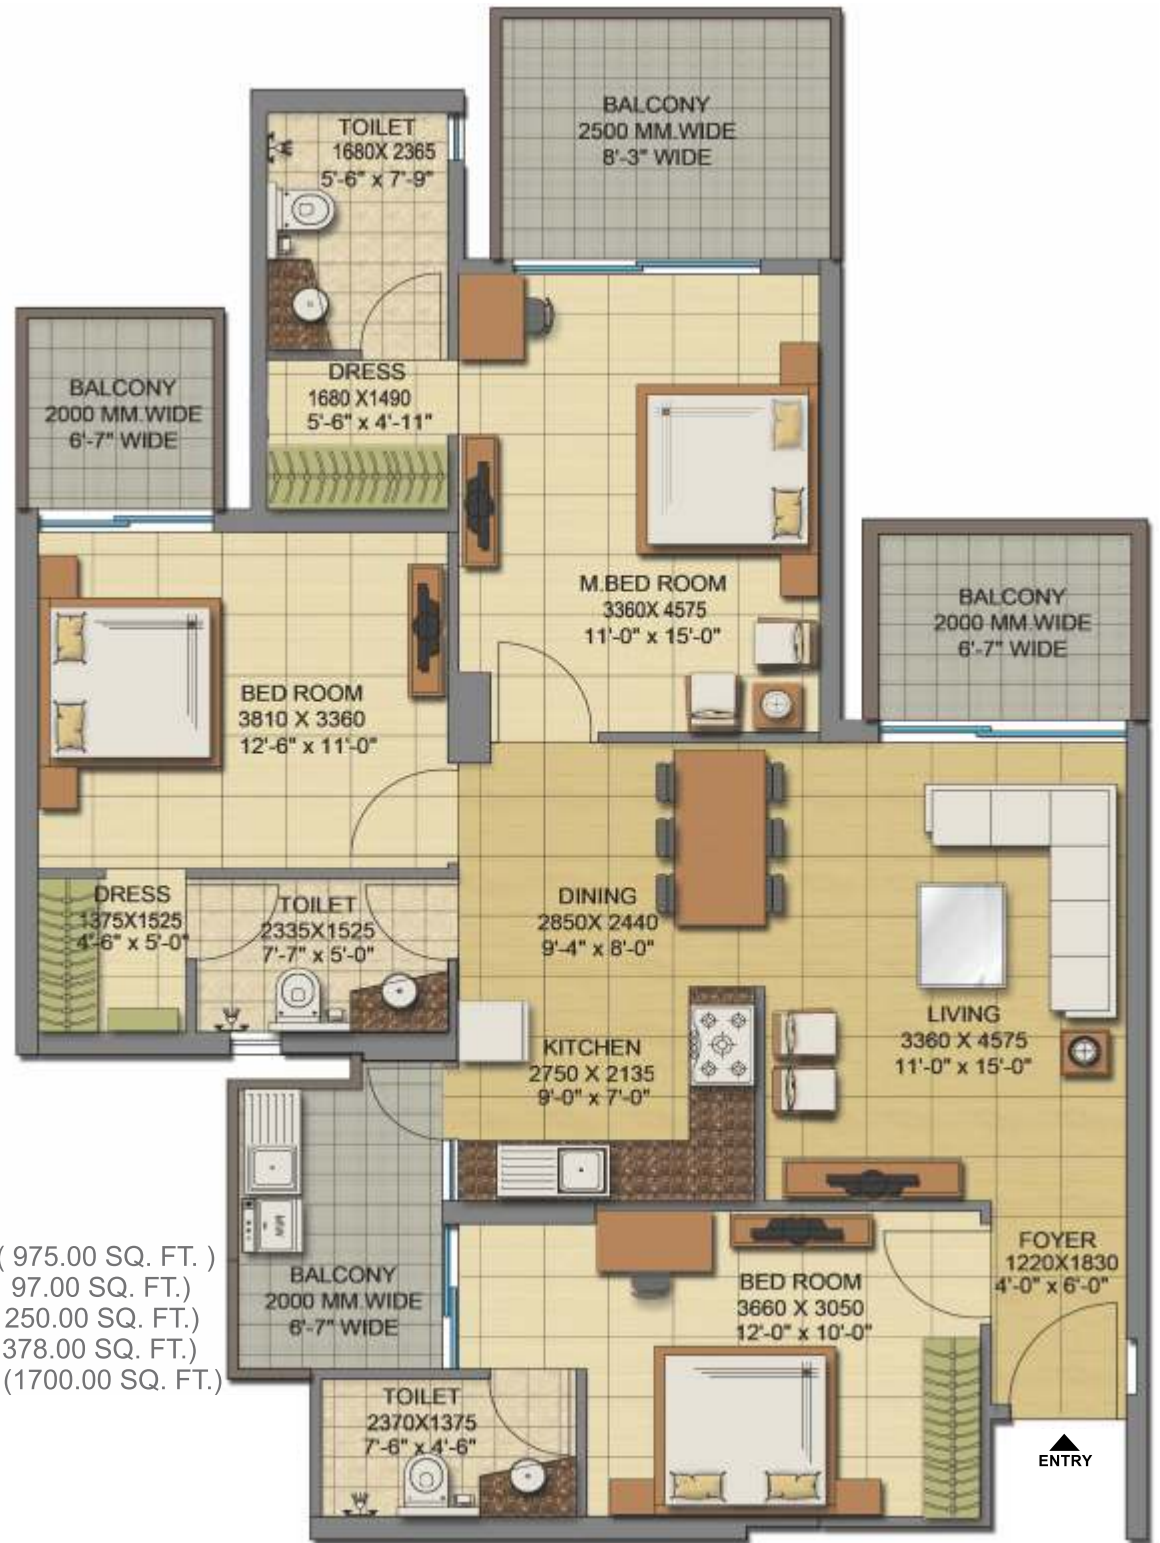 BALCONY
2500 MM.WIDE
8'-3" WIDE
TOILET
1680X 2365
5'-6" x 7'-9"
DRESS
1680 X1490
5'-6" x 4'-11"
BALCONY
2000 MM.WIDE
6'-7" WIDE
M.BED ROOM
3360X 4575
11'-0" x 15'-0"
BALCONY
2000 MM.WIDE
6'-7" WIDE
BED ROOM
3810 X 3360
12'-6" x 11'-0"
DRESS
1375X1525
4'-6" x 5'-0"
TOILET
2335X1525
7'-7" x 5'-0"
DINING
2850X 2440
9'-4" x 8'-0"
LIVING
3360 X 4575
11'-0" x 15'-0"
KITCHEN
2750 X 2135
9'-0" x 7'-0"
FOYER
1220X1830
4'-0" x 6'-0"
BALCONY
2000 MM.WIDE
6'-7" WIDE
BED ROOM
3660 X 3050
12'-0" x 10'-0"
( 975.00 SQ. FT. )
97.00 SQ. FT.)
250.00 SQ. FT.)
378.00 SQ. FT.)
(1700.00 SQ. FT.)
TOILET
2370X1375
7'-6" x 4'-6"
ENTRY